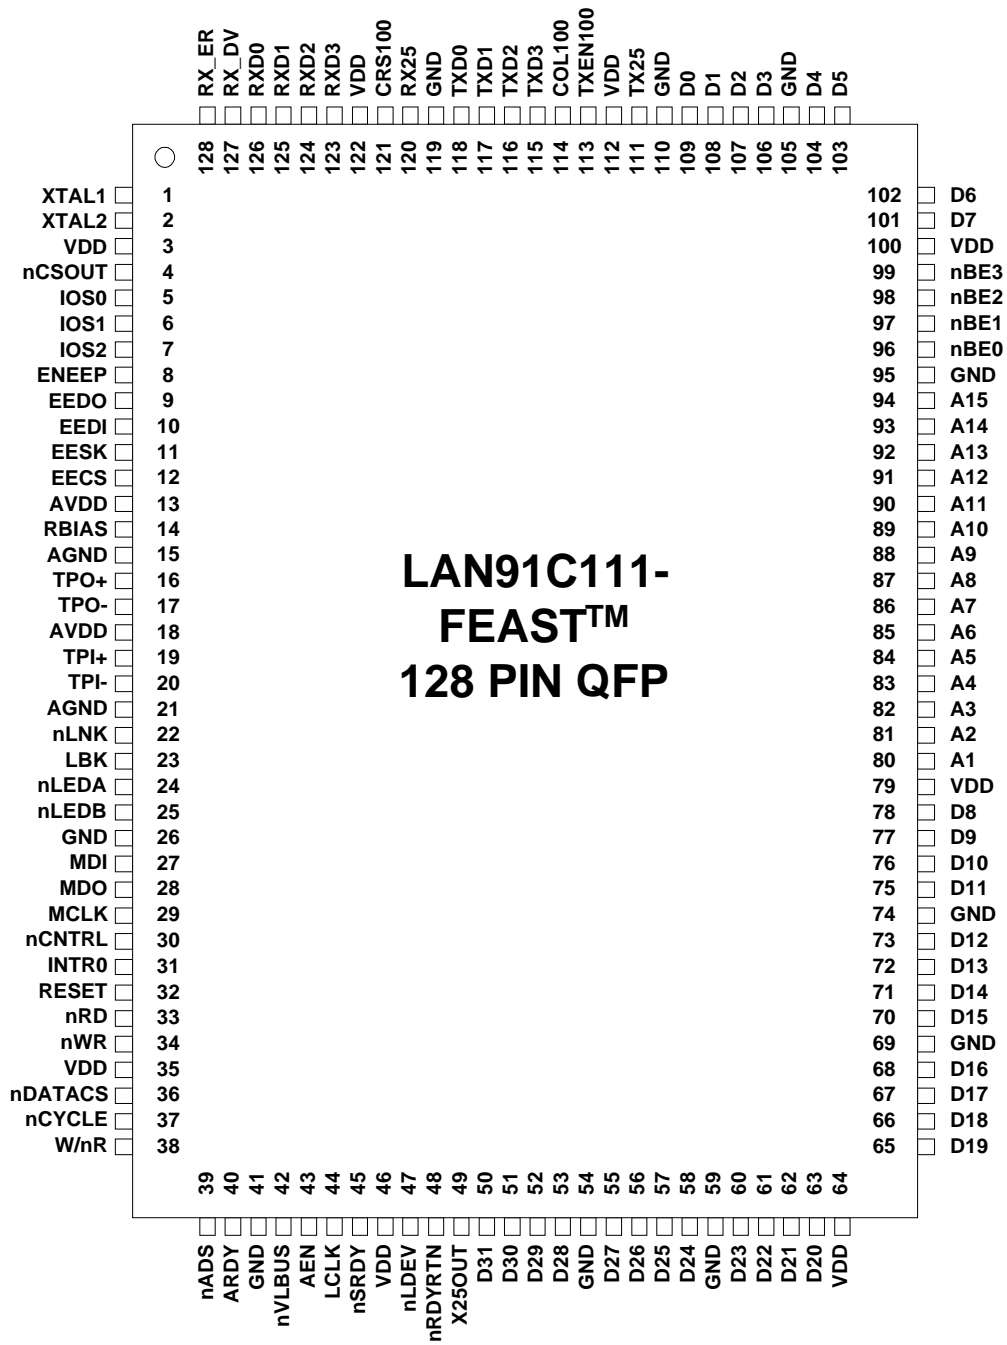 RX_ER RX_DV RXD0 RXD1 RXD2 RXD3 VDD CRS100 RX25 GND TXD0 TXD1 TXD2 TXD3 COL100 TXEN100 VDD TX25 GND D0 D1 D2 D3 GND D4 D5
128 127 126 125 124 123 122 121 120 119 118 117 116 115 114 113 112 111 110 109 108 107 106 105 104 103
XTAL1 1 102 D6
XTAL2 2 101 D7
VDD 3 100 VDD
nCSOUT 4 99 nBE3
IOS0 5 98 nBE2
IOS1 6 97 nBE1
IOS2 7 96 nBE0
ENEEP 8 95 GND
EEDO 9 94 A15
EEDI 10 93 A14
EESK 11 92 A13
EECS 12 91 A12
AVDD 13 90 A11
RBIAS 14 89 A10
AGND 15 88 A9
TPO+ 16 87 A8
TPO- 17 86 A7
AVDD 18 85 A6
TPI+ 19 84 A5
TPI- 20 83 A4
AGND 21 82 A3
nLNK 22 81 A2
LBK 23 80 A1
nLEDA 24 79 VDD
nLEDB 25 78 D8
GND 26 77 D9
MDI 27 76 D10
MDO 28 75 D11
MCLK 29 74 GND
nCNTRL 30 73 D12
INTR0 31 72 D13
RESET 32 71 D14
nRD 33 70 D15
nWR 34 69 GND
VDD 35 68 D16
nDATACS 36 67 D17
nCYCLE 37 66 D18
W/nR 38 65 D19
LAN91C111-
FEAST™
128 PIN QFP
39 40 41 42 43 44 45 46 47 48 49 50 51 52 53 54 55 56 57 58 59 60 61 62 63 64
nADS ARDY GND nVLBUS AEN LCLK nSRDY VDD nLDEV nRDYRTN X25OUT D31 D30 D29 D28 GND D27 D26 D25 D24 GND D23 D22 D21 D20 VDD